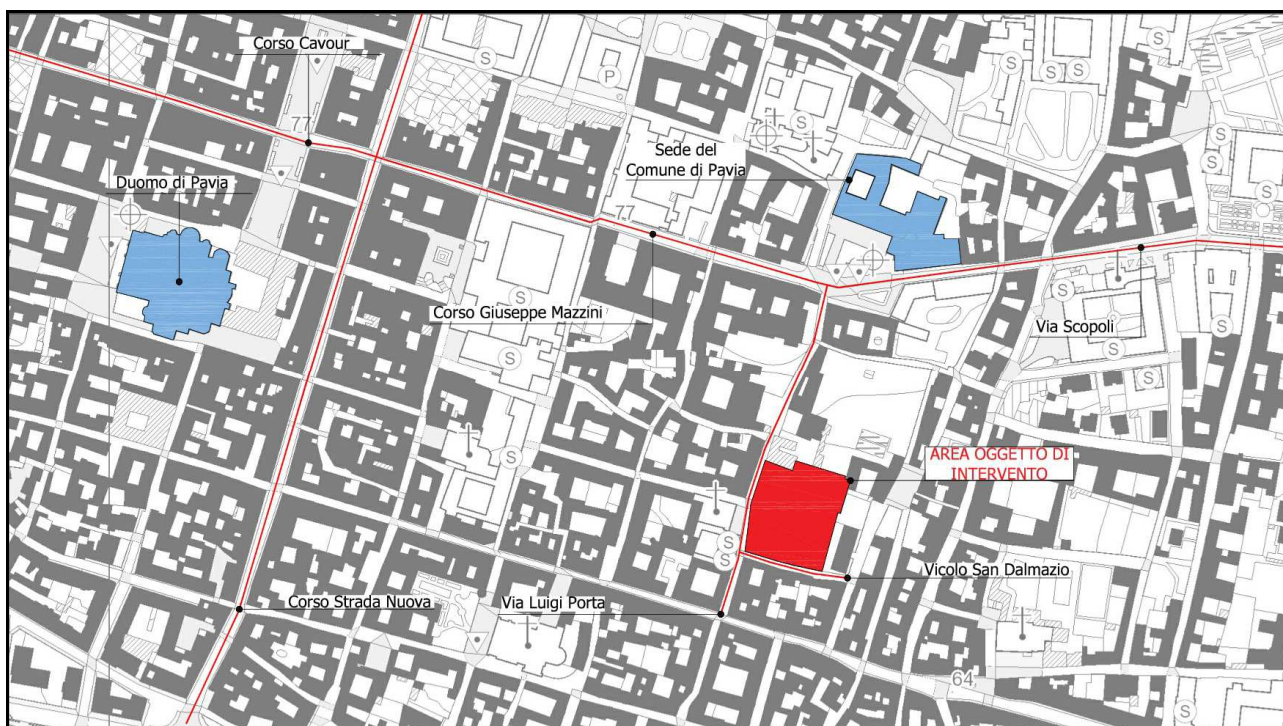 Corso Cavour
S
P
S
S
S
S
S
77
Sede del
Comune di Pavia
S
Duomo di Pavia
S
S
77
S
Corso Giuseppe Mazzini
S
Via Scopoli
S
S
S
S
S
AREA OGGETTO DI
INTERVENTO
S
S
S
Vicolo San Dalmazio
Corso Strada Nuova
Via Luigi Porta
64
S
S